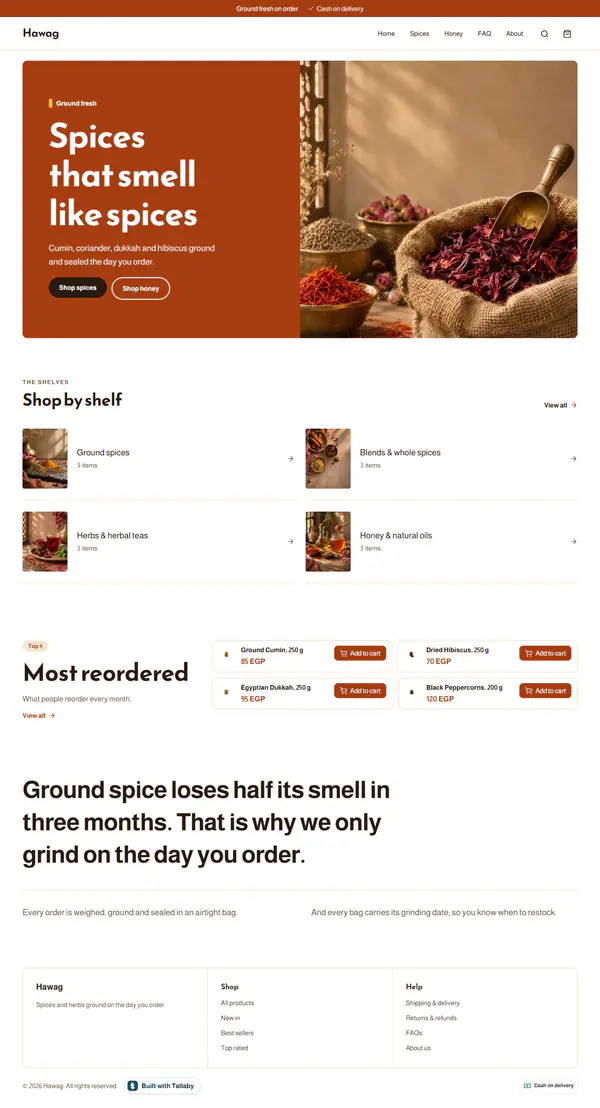 Ground fresh on order
Cash on delivery
Hawag
Home
Spices
Honey
FAQ
About
Ground fresh
Spices
that smell
like spices
Cumin, coriander, dukkah and hibiscus ground
and sealed the day you order.
Shop spices
Shop honey
THE SHELVES
Shop by shelf
View all
Ground spices
3 items
Blends & whole spices
3 items
Herbs & herbal teas
3 items
Honey & natural oils
3 items
Top 4
Most reordered
What people reorder every month.
View all
Ground Cumin, 250 g
85 EGP
Add to cart
Dried Hibiscus, 250 g
70 EGP
Add to cart
Egyptian Dukkah, 250 g
95 EGP
Add to cart
Black Peppercorns, 200 g
120 EGP
Add to cart
Ground spice loses half its smell in
three months. That is why we only
grind on the day you order.
Every order is weighed, ground and sealed in an airtight bag.
And every bag carries its grinding date, so you know when to restock.
Hawag
Spices and herbs ground on the day you order
Shop
All products
New in
Best sellers
Top rated
Help
Shipping & delivery
Returns & refunds
FAQs
About us
© 2026 Hawag. All rights reserved
t Built with Tallaby
Cash on delivery